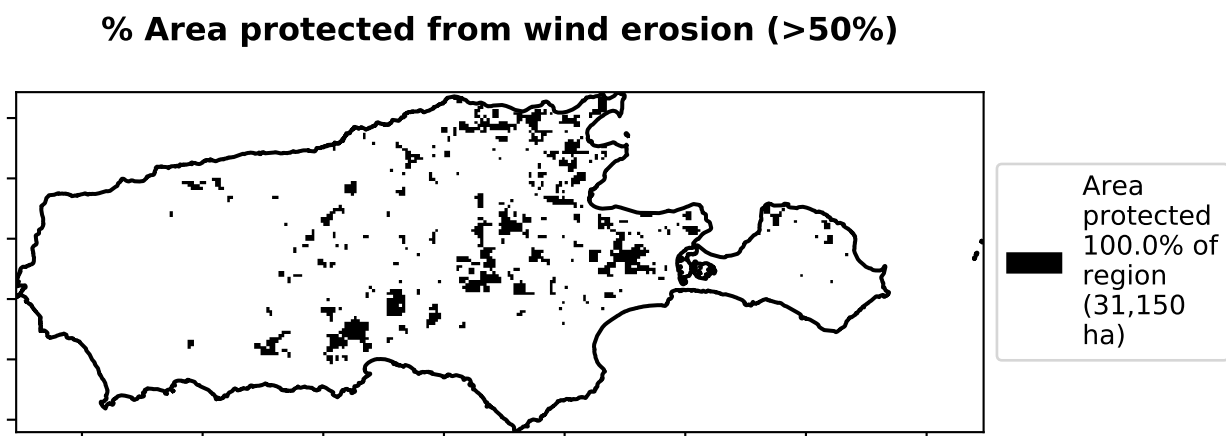 % Area protected from wind erosion (>50%)
Area
protected
100.0% of
region
(31,150
ha)